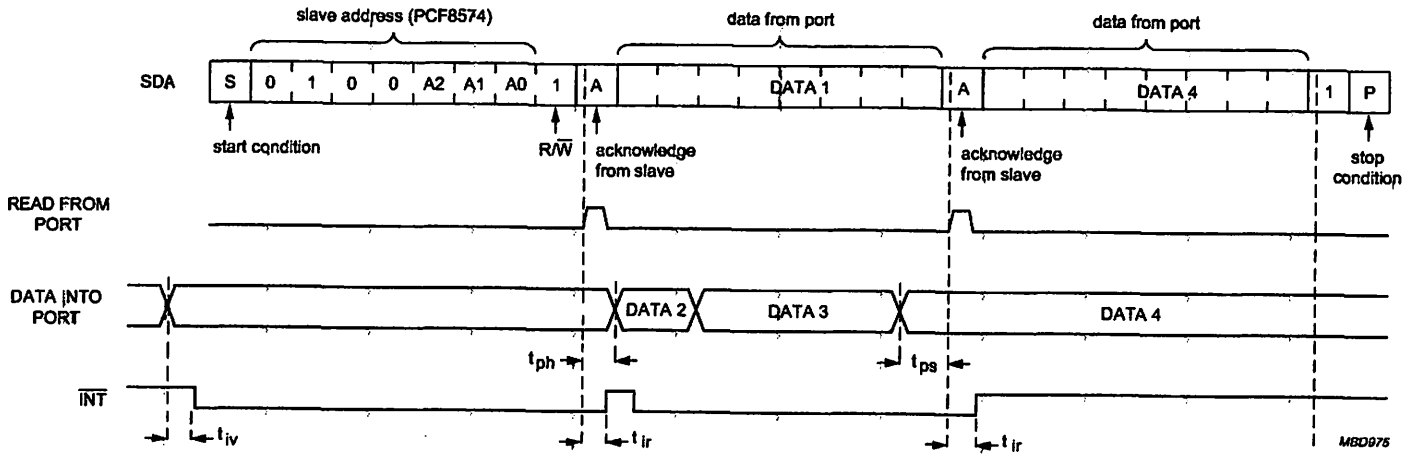 slave address (PCF8574)
data from port
data from port
SDA
S 0 1 0 0 A2 A1 A0 1 A DATA 1 A DATA 4 1 P
start condition
R/W
acknowledge
from slave
acknowledge
from slave
stop
condition
READ FROM
PORT
DATA INTO
PORT
DATA 2
DATA 3
DATA 4
tph
tps
INT
tiv
tir
tir
MBD975